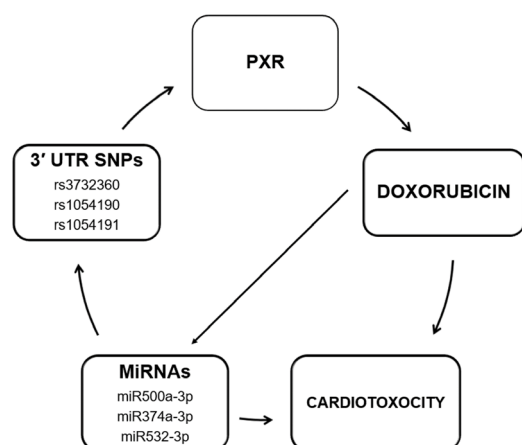 PXR
3′ UTR SNPs
rs3732360
rs1054190
rs1054191
DOXORUBICIN
MiRNAs
miR500a-3p
miR374a-3p
miR532-3p
CARDIOTOXOCITY